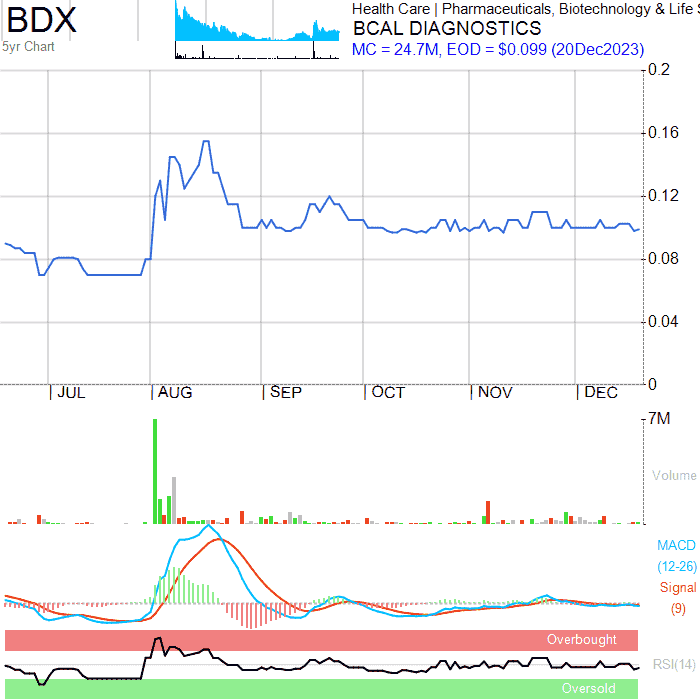 BDX
5yr Chart
Health Care | Pharmaceuticals, Biotechnology & Life S
BCAL DIAGNOSTICS
MC = 24.7M, EOD = $0.099 (20Dec2023)
0.2
0.16
0.12
0.08
0.04
0
JUL AUG SEP OCT NOV DEC
7M
Volume
MACD
(12-26)
Signal
(9)
Overbought
RSI(14)
Oversold